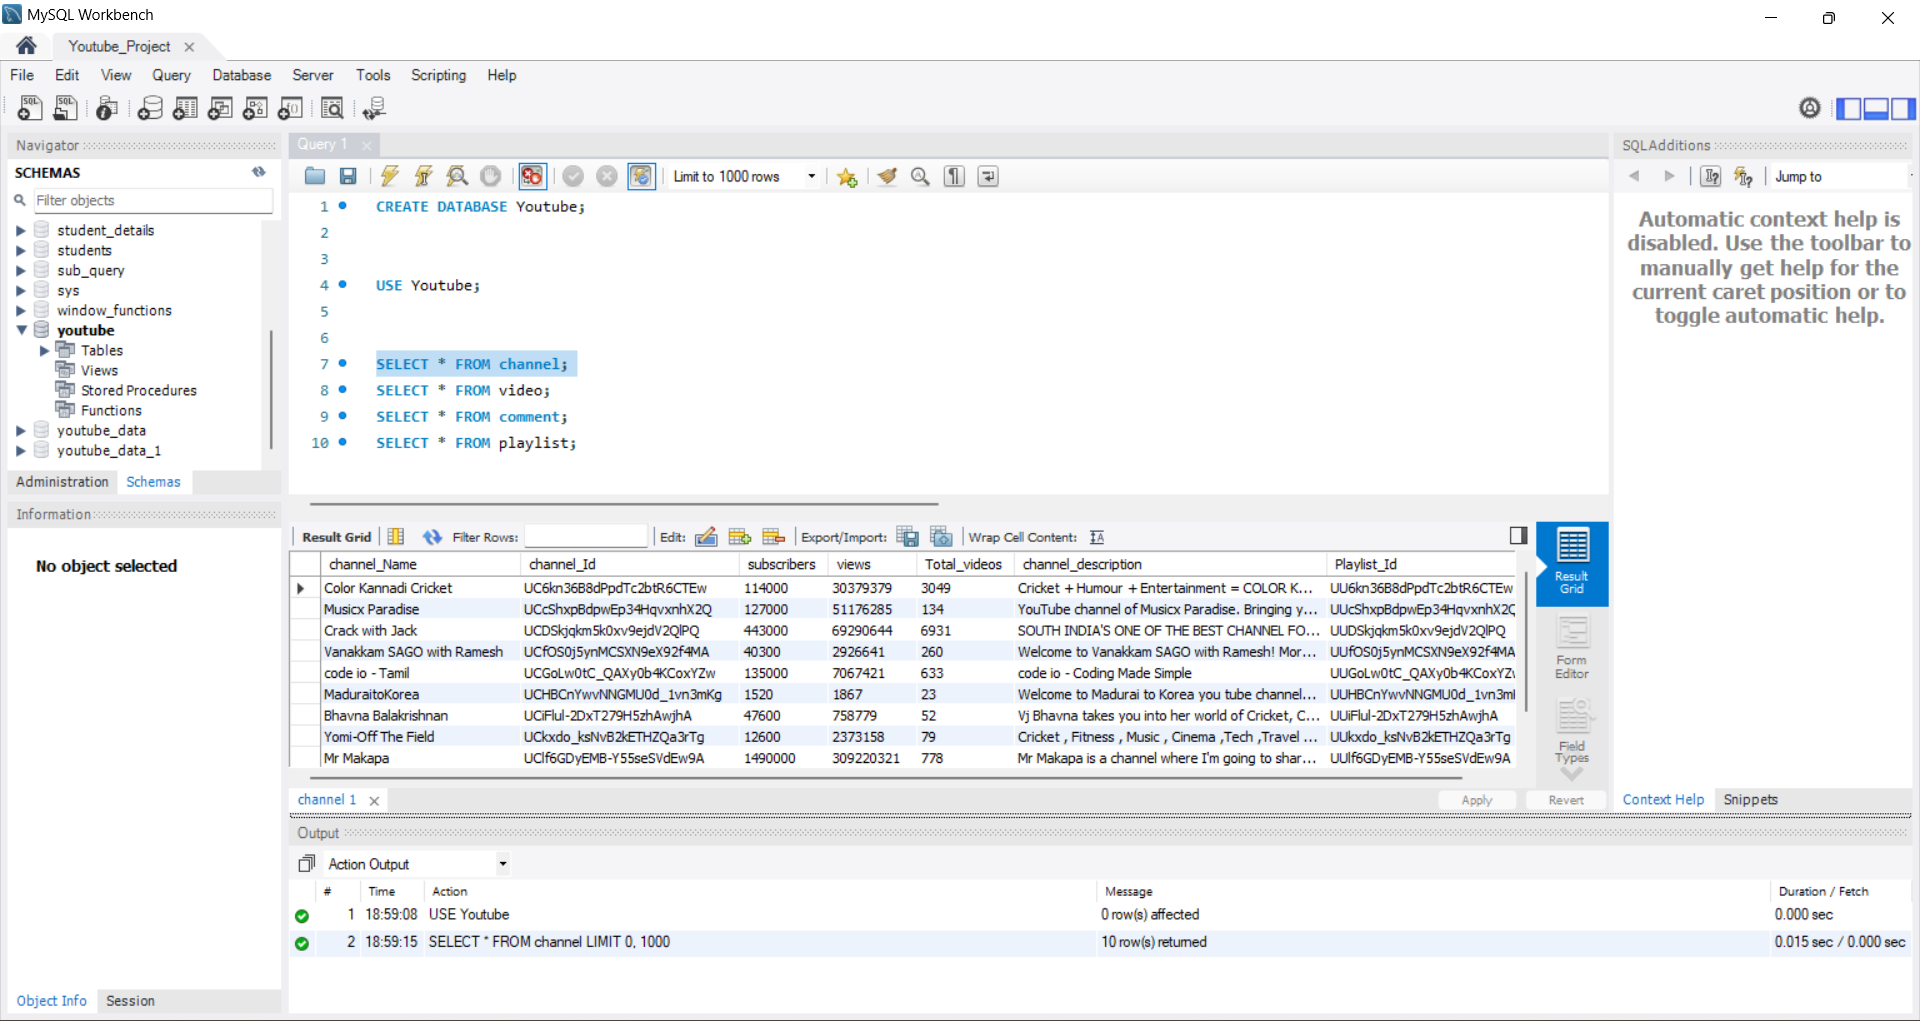 MySQL Workbench
Youtube_Project
File Edit View Query Database Server Tools Scripting Help
Navigator
Query 1
SQLAdditions
SCHEMAS
Limit to 1000 rows
Jump to
Filter objects
student_details
students
sub_query
sys
window_functions
youtube
Tables
Views
Stored Procedures
Functions
youtube_data
youtube_data_1
Administration Schemas
1 CREATE DATABASE Youtube;
2
3
4 USE Youtube;
5
6
7 SELECT * FROM channel;
8 SELECT * FROM video;
9 SELECT * FROM comment;
10 SELECT * FROM playlist;
Automatic context help is
disabled. Use the toolbar to
manually get help for the
current caret position or to
toggle automatic help.
Information
No object selected
Result Grid Filter Rows: Edit: Export/Import: Wrap Cell Content:
channel_Name channel_Id subscribers views Total_videos channel_description Playlist_Id
Color Kannadi Cricket UC6kn36B8dPpdTc2btR6CTEw 114000 30379379 3049 Cricket + Humour + Entertainment = COLOR K... UU6kn36B8dPpdTc2btR6CTEw
Musicx Paradise UCcShxpBdpwEp34HqvxnhX2Q 127000 51176285 134 YouTube channel of Musicx Paradise. Bringing y... UUcShxpBdpwEp34HqvxnhX2Q
Crack with Jack UCDSkjqkm5k0xv9ejdV2QlPQ 443000 69290644 6931 SOUTH INDIA'S ONE OF THE BEST CHANNEL FO... UUDSkjqkm5k0xv9ejdV2QlPQ
Vanakkam SAGO with Ramesh UCfOS0j5ynMCSXN9eX92f4MA 40300 2926641 260 Welcome to Vanakkam SAGO with Ramesh! Mor... UUfOS0j5ynMCSXN9eX92f4MA
code io - Tamil UCGoLw0tC_QAXy0b4KCoxYZw 135000 7067421 633 code io - Coding Made Simple UUGoLw0tC_QAXy0b4KCoxYZ
MaduraitoKorea UCHBCnYwvNNGMU0d_1vn3mKg 1520 1867 23 Welcome to Madurai to Korea you tube channel... UUHBCnYwvNNGMU0d_1vn3m
Bhavna Balakrishnan UCiFlul-2DxT279H5zhAwjhA 47600 758779 52 Vj Bhavna takes you into her world of Cricket, C... UUiFlul-2DxT279H5zhAwjhA
Yomi-Off The Field UCkxdo_ksNvB2kETHZQa3rTg 12600 2373158 79 Cricket , Fitness , Music , Cinema ,Tech ,Travel ... UUkxdo_ksNvB2kETHZQa3rTg
Mr Makapa UClf6GDyEMB-Y55seSVdEw9A 1490000 309220321 778 Mr Makapa is a channel where I'm going to shar... UUlf6GDyEMB-Y55seSVdEw9A
Result
Grid
Form
Editor
Field
Types
channel 1
Apply Revert
Context Help Snippets
Output
Action Output
# Time Action Message Duration / Fetch
1 18:59:08 USE Youtube 0 row(s) affected 0.000 sec
2 18:59:15 SELECT * FROM channel LIMIT 0, 1000 10 row(s) returned 0.015 sec / 0.000 sec
Object Info Session